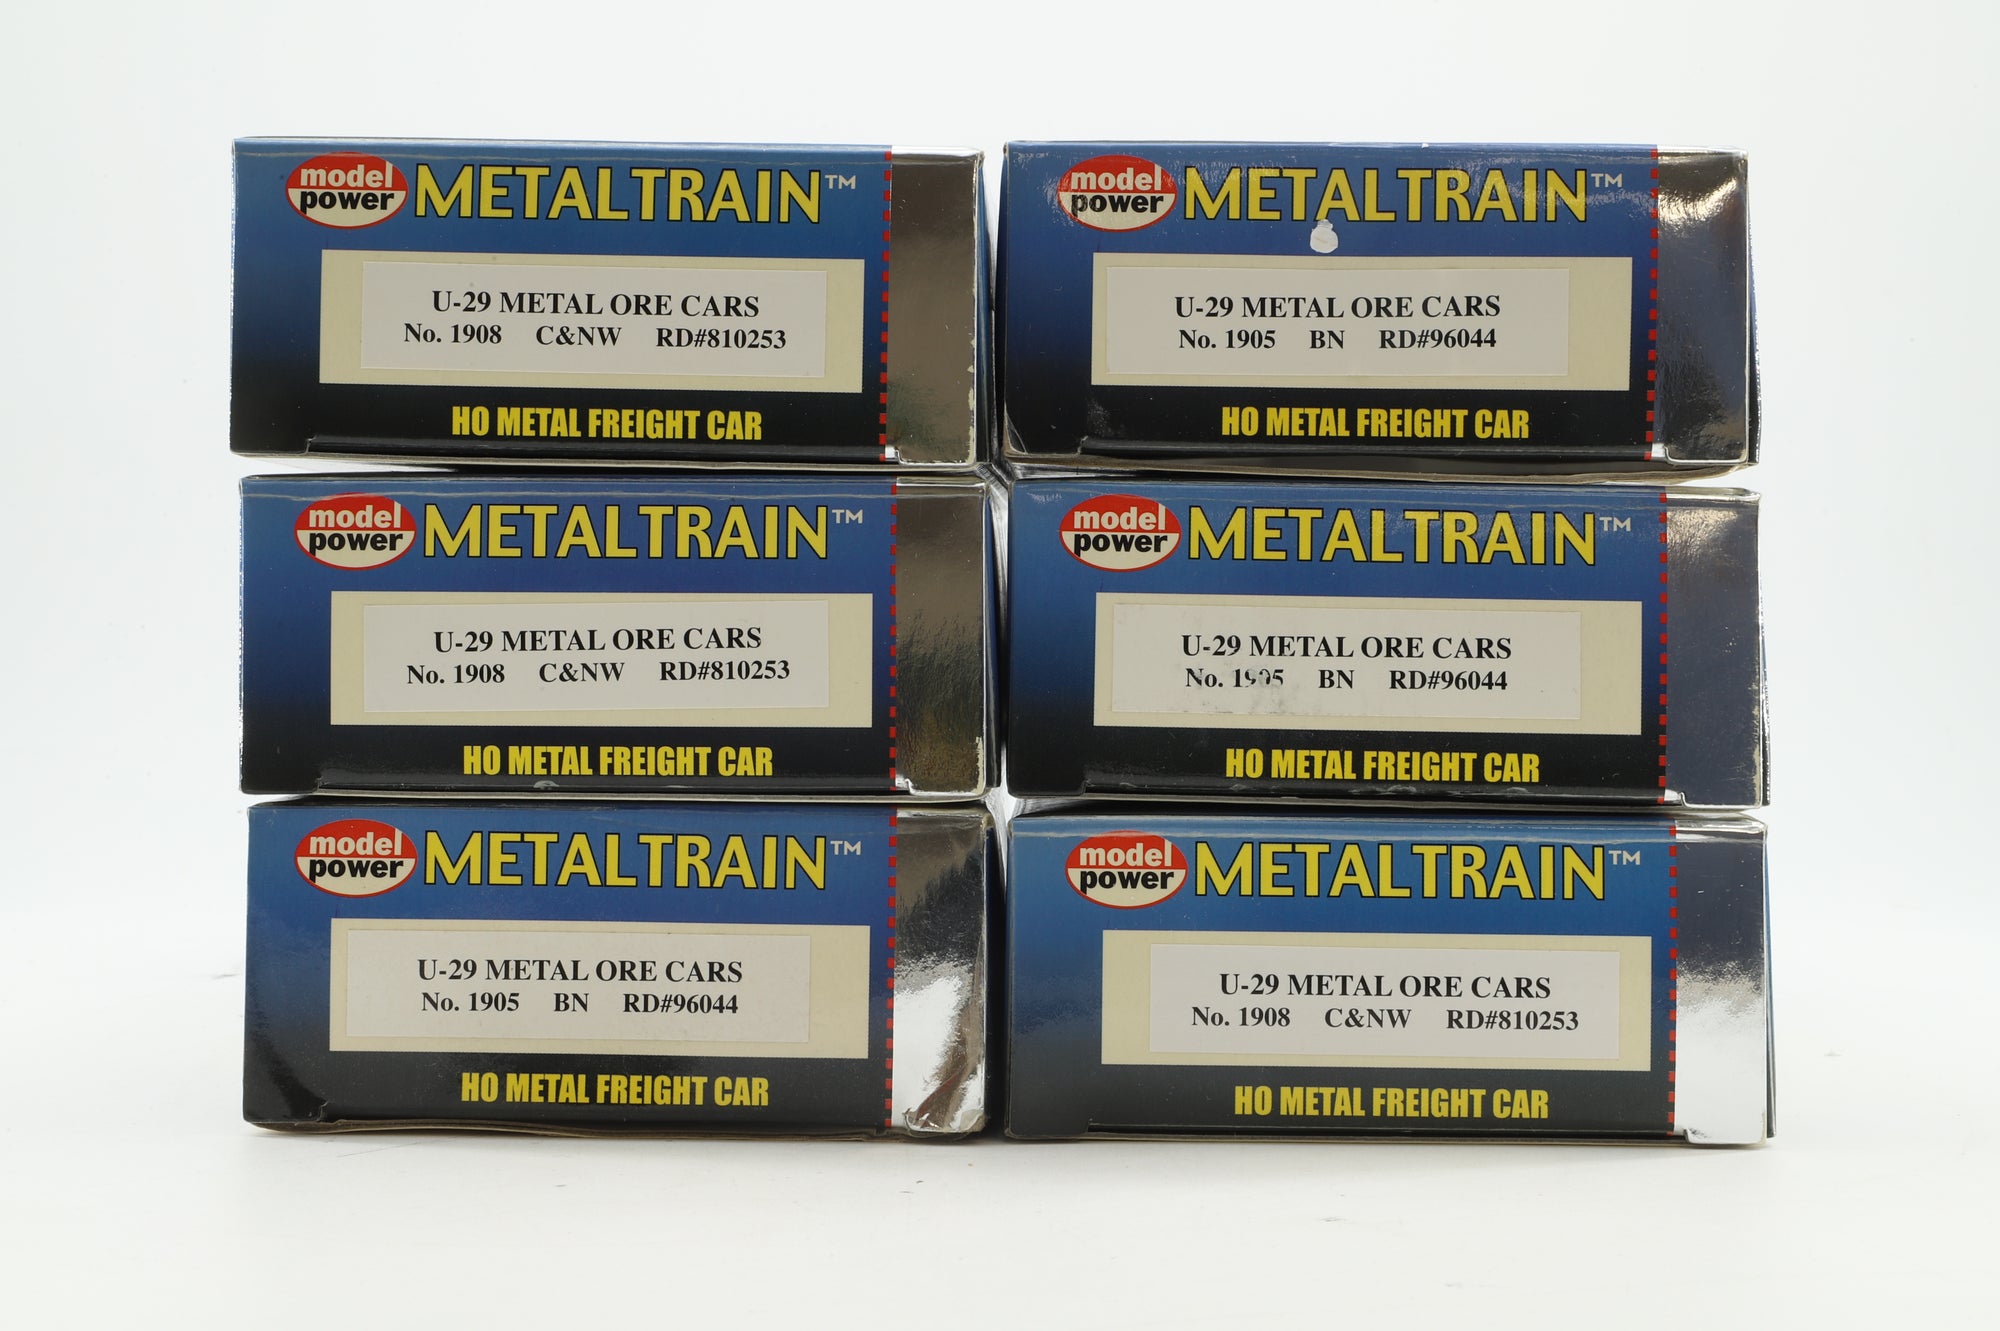 model
power
METALTRAIN™
U-29 METAL ORE CARS
No. 1908 C&NW RD#810253
HO METAL FREIGHT CAR
model
power
METALTRAIN™
U-29 METAL ORE CARS
No. 1905 BN RD#96044
HO METAL FREIGHT CAR
model
power
METALTRAIN™
U-29 METAL ORE CARS
No. 1908 C&NW RD#810253
HO METAL FREIGHT CAR
model
power
METALTRAIN™
U-29 METAL ORE CARS
No. 1905 BN RD#96044
HO METAL FREIGHT CAR
model
power
METALTRAIN™
U-29 METAL ORE CARS
No. 1905 BN RD#96044
HO METAL FREIGHT CAR
model
power
METALTRAIN™
U-29 METAL ORE CARS
No. 1908 C&NW RD#810253
HO METAL FREIGHT CAR